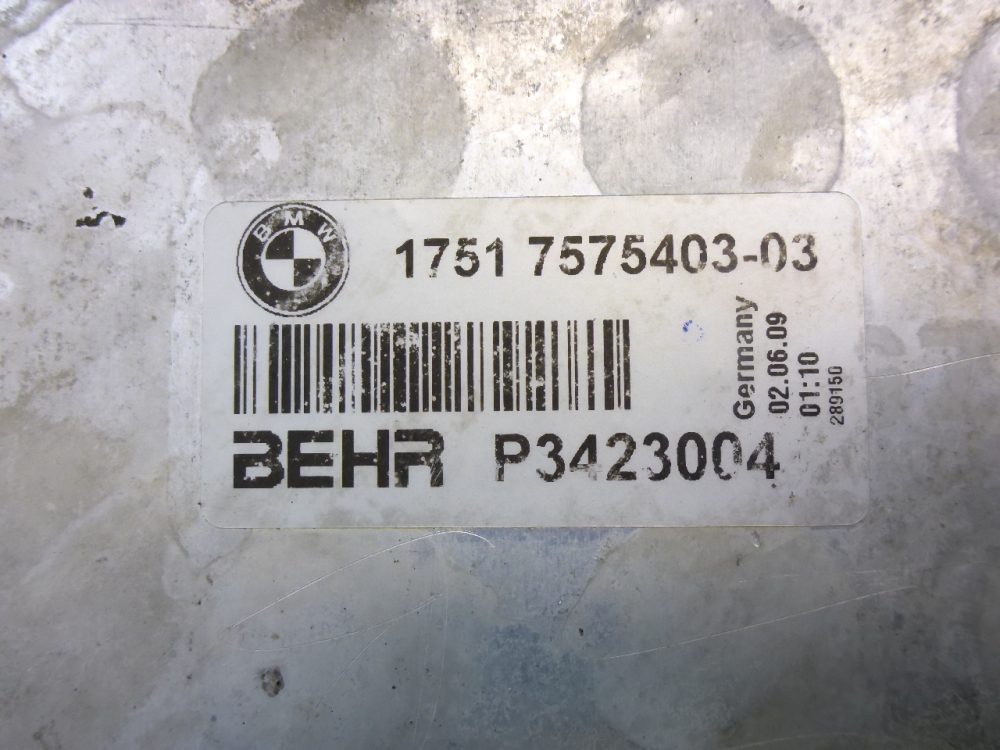 BMW
1751 7575403-03
Germany
02.06.09
01:10
289150
BEHR P3423004